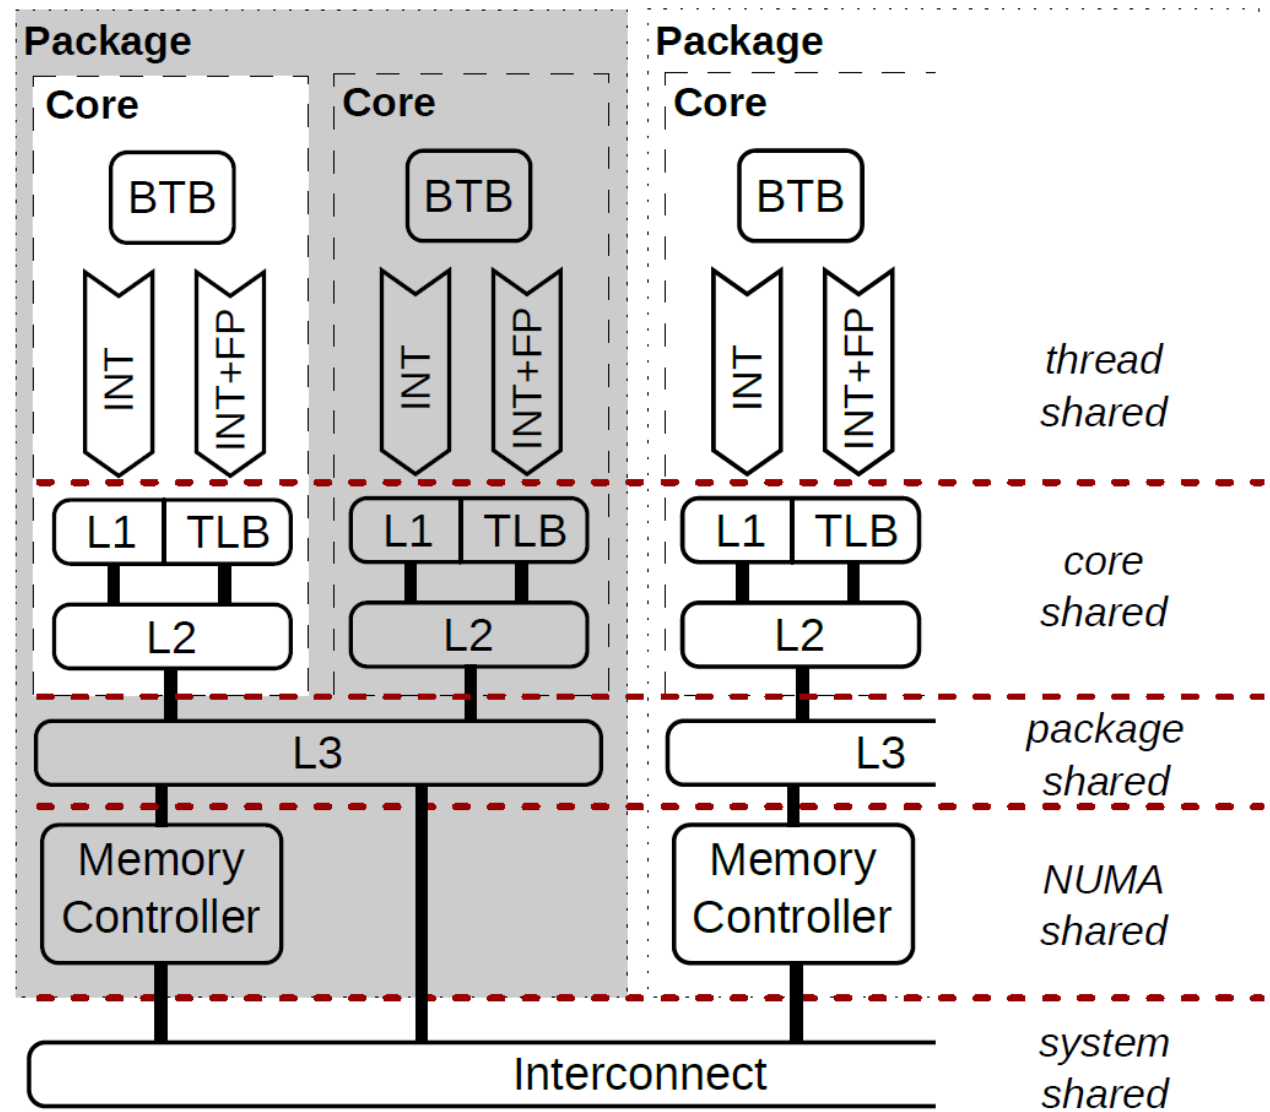 Package
Package
Core
Core
Core
BTB
BTB
BTB
INT
INT+FP
INT
INT+FP
INT
INT+FP
thread
shared
L1
TLB
L1
TLB
L1
TLB
core
shared
L2
L2
L2
package
shared
L3
L3
Memory
Controller
Memory
Controller
NUMA
shared
system
shared
Interconnect